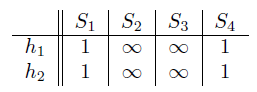 S₁ S₂ S₃ S₄
h₁ 1 ∞ ∞ 1
h₂ 1 ∞ ∞ 1